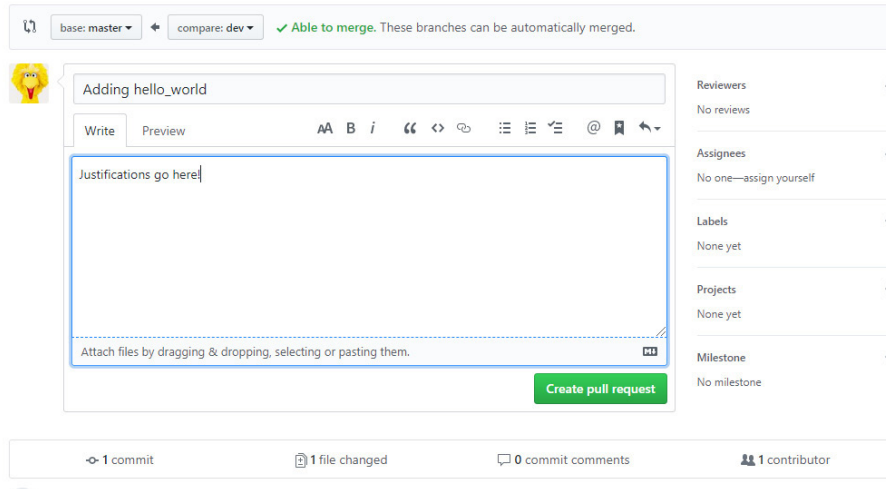 base: master compare: dev Able to merge. These branches can be automatically merged.
Adding hello_world
Write Preview AA B i
Justifications go here!
Attach files by dragging & dropping, selecting or pasting them.
Create pull request
Reviewers
No reviews
Assignees
No one—assign yourself
Labels
None yet
Projects
None yet
Milestone
No milestone
1 commit 1 file changed 0 commit comments 1 contributor